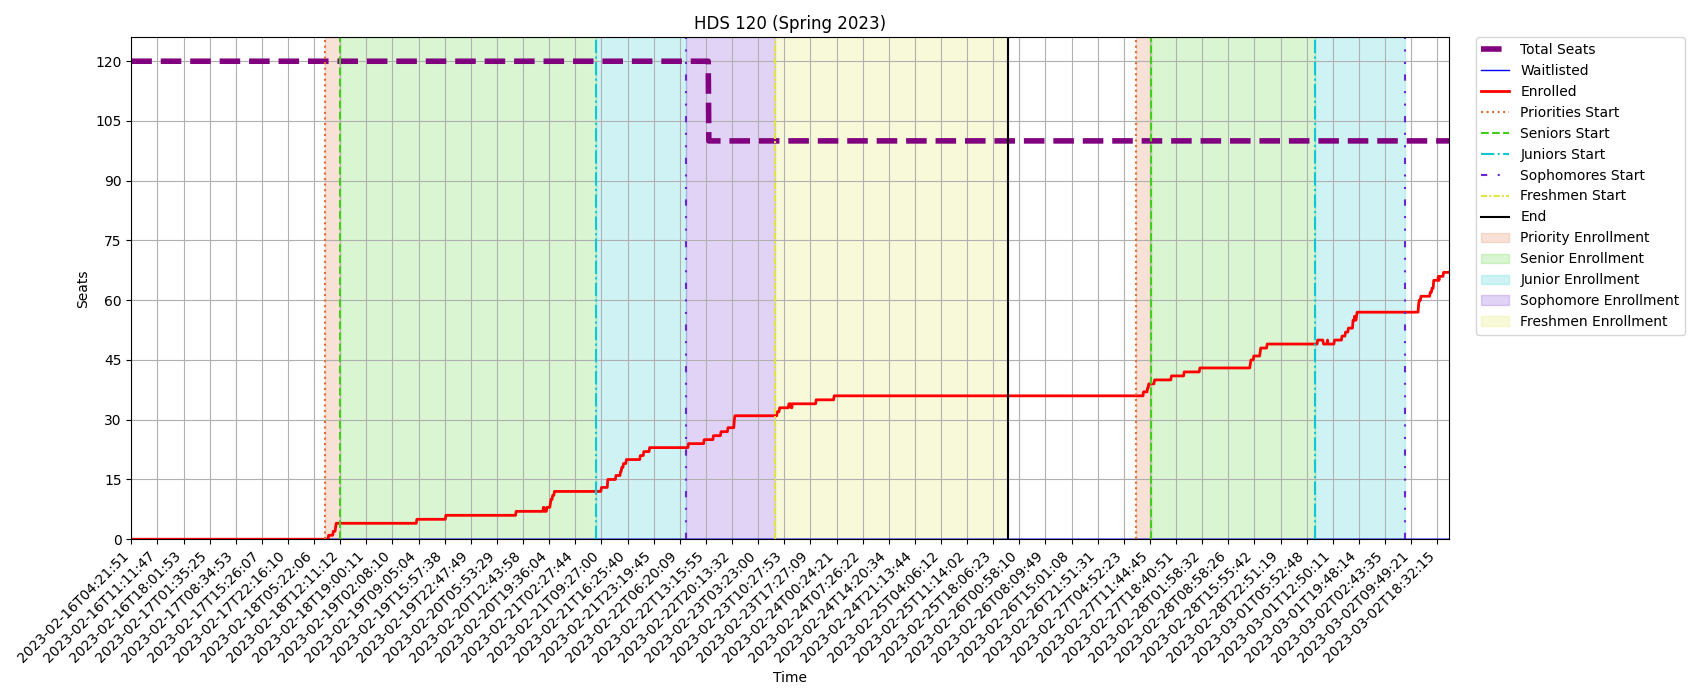 HDS 120 (Spring 2023)
Seats
120
105
90
75
60
45
30
15
0
2023-02-16T04:21:51
2023-02-16T11:11:47
2023-02-16T18:01:53
2023-02-17T01:35:25
2023-02-17T08:34:53
2023-02-17T15:26:07
2023-02-17T22:16:10
2023-02-18T05:22:06
2023-02-18T12:11:12
2023-02-18T19:00:11
2023-02-19T02:08:10
2023-02-19T09:05:04
2023-02-19T15:57:38
2023-02-19T22:47:49
2023-02-20T05:53:29
2023-02-20T12:43:58
2023-02-20T19:36:04
2023-02-21T02:27:44
2023-02-21T09:27:00
2023-02-21T16:25:40
2023-02-21T23:19:45
2023-02-22T06:20:09
2023-02-22T13:15:55
2023-02-22T20:13:32
2023-02-23T03:23:00
2023-02-23T10:27:53
2023-02-23T17:27:09
2023-02-24T00:24:21
2023-02-24T07:26:22
2023-02-24T14:20:34
2023-02-24T21:13:44
2023-02-25T04:06:12
2023-02-25T11:14:02
2023-02-25T18:06:23
2023-02-26T00:58:10
2023-02-26T08:09:49
2023-02-26T15:01:08
2023-02-26T21:51:31
2023-02-27T04:52:23
2023-02-27T11:44:45
2023-02-27T18:40:51
2023-02-28T01:58:32
2023-02-28T08:58:26
2023-02-28T15:55:42
2023-02-28T22:51:19
2023-03-01T05:52:48
2023-03-01T12:50:11
2023-03-01T19:48:14
2023-03-02T02:43:35
2023-03-02T09:49:21
2023-03-02T18:32:15
Time
Total Seats
Waitlisted
Enrolled
Priorities Start
Seniors Start
Juniors Start
Sophomores Start
Freshmen Start
End
Priority Enrollment
Senior Enrollment
Junior Enrollment
Sophomore Enrollment
Freshmen Enrollment